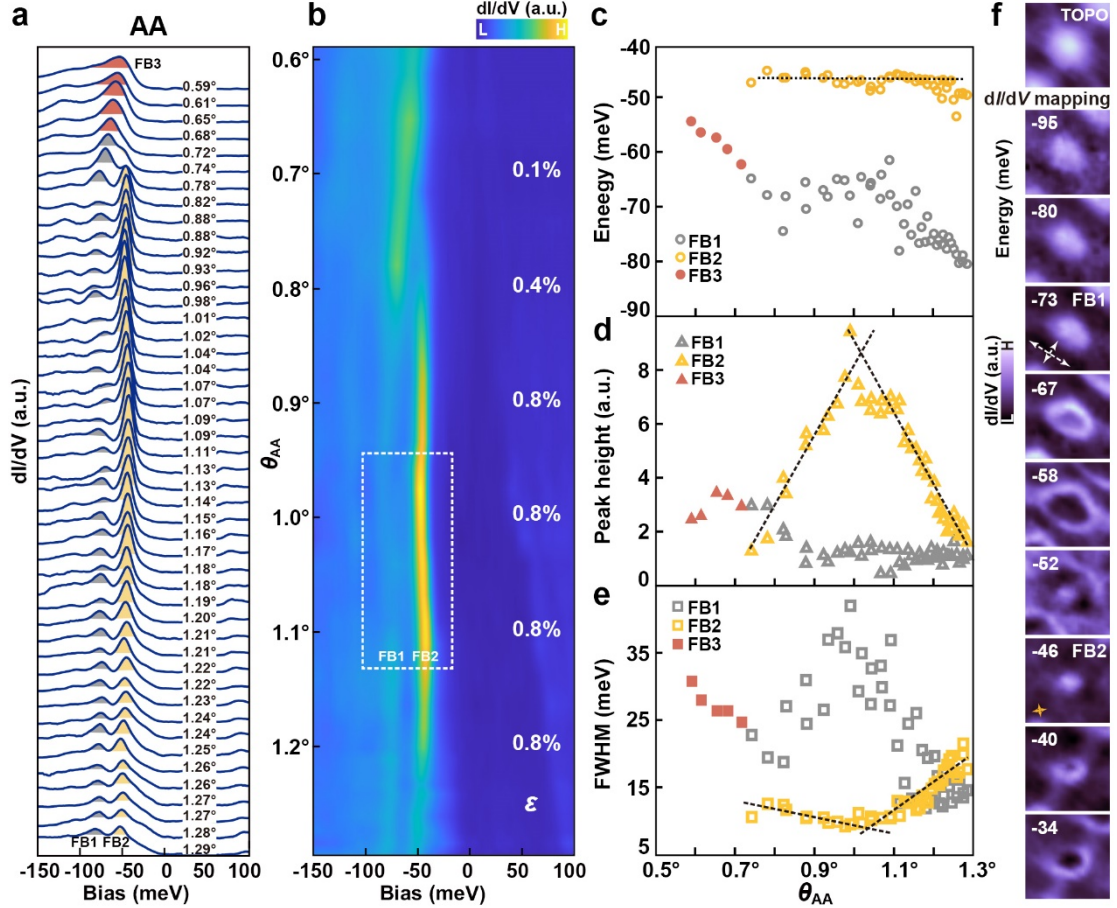 a
AA
FB3
0.59°
0.61°
0.65°
0.68°
0.72°
0.74°
0.78°
0.82°
0.88°
0.88°
0.92°
0.93°
0.96°
0.98°
1.01°
1.02°
1.04°
1.04°
1.07°
1.07°
1.09°
1.09°
1.11°
1.13°
1.13°
1.14°
1.15°
1.16°
1.17°
1.18°
1.18°
1.19°
1.20°
1.21°
1.21°
1.22°
1.22°
1.23°
1.24°
1.24°
1.25°
1.26°
1.26°
1.27°
1.27°
1.28°
1.29°
FB1 FB2
dI/dV (a.u.)
-150 -100 -50 0 50 100
Bias (meV)
b
dI/dV (a.u.)
L H
0.6°
0.7°
0.8°
0.9°
1.0°
1.1°
1.2°
θAA
0.1%
0.4%
0.8%
0.8%
0.8%
0.8%
ε
FB1 FB2
-150 -100 -50 0 50 100
Bias (meV)
c
-40
-50
-60
-70
-80
-90
Eneegy (meV)
FB1
FB2
FB3
d
8
6
4
2
0
Peak height (a.u.)
FB1
FB2
FB3
e
35
25
15
5
FWHM (meV)
FB1
FB2
FB3
0.5° 0.7° 0.9° 1.1° 1.3°
θAA
f
TOPO
dI/dV mapping
Energy (meV)
dI/dV (a.u.)
L H
-95
-80
-73 FB1
-67
-58
-52
-46 FB2
-40
-34